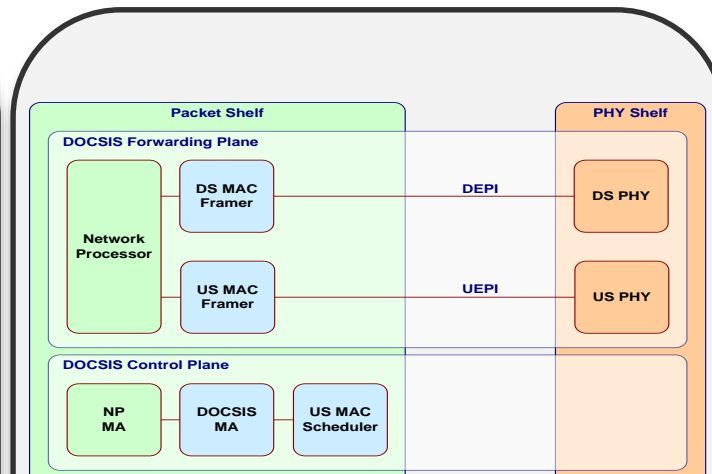 Packet Shelf
PHY Shelf
DOCSIS Forwarding Plane
DS MAC
Framer
DEPI
DS PHY
Network
Processor
US MAC
Framer
UEPI
US PHY
DOCSIS Control Plane
NP
MA
DOCSIS
MA
US MAC
Scheduler